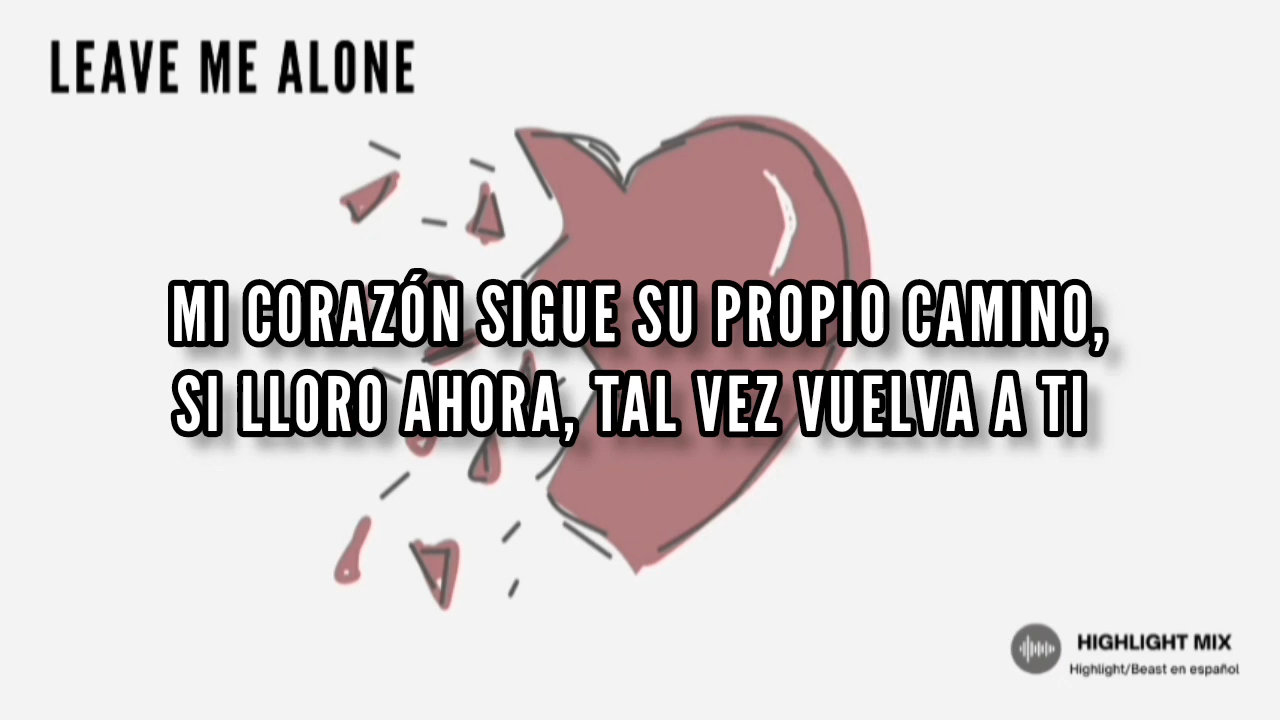 LEAVE ME ALONE
MI CORAZÓN SIGUE SU PROPIO CAMINO,
SI LLORO AHORA, TAL VEZ VUELVA A TI
HIGHLIGHT MIX
Highlight/Beast en español